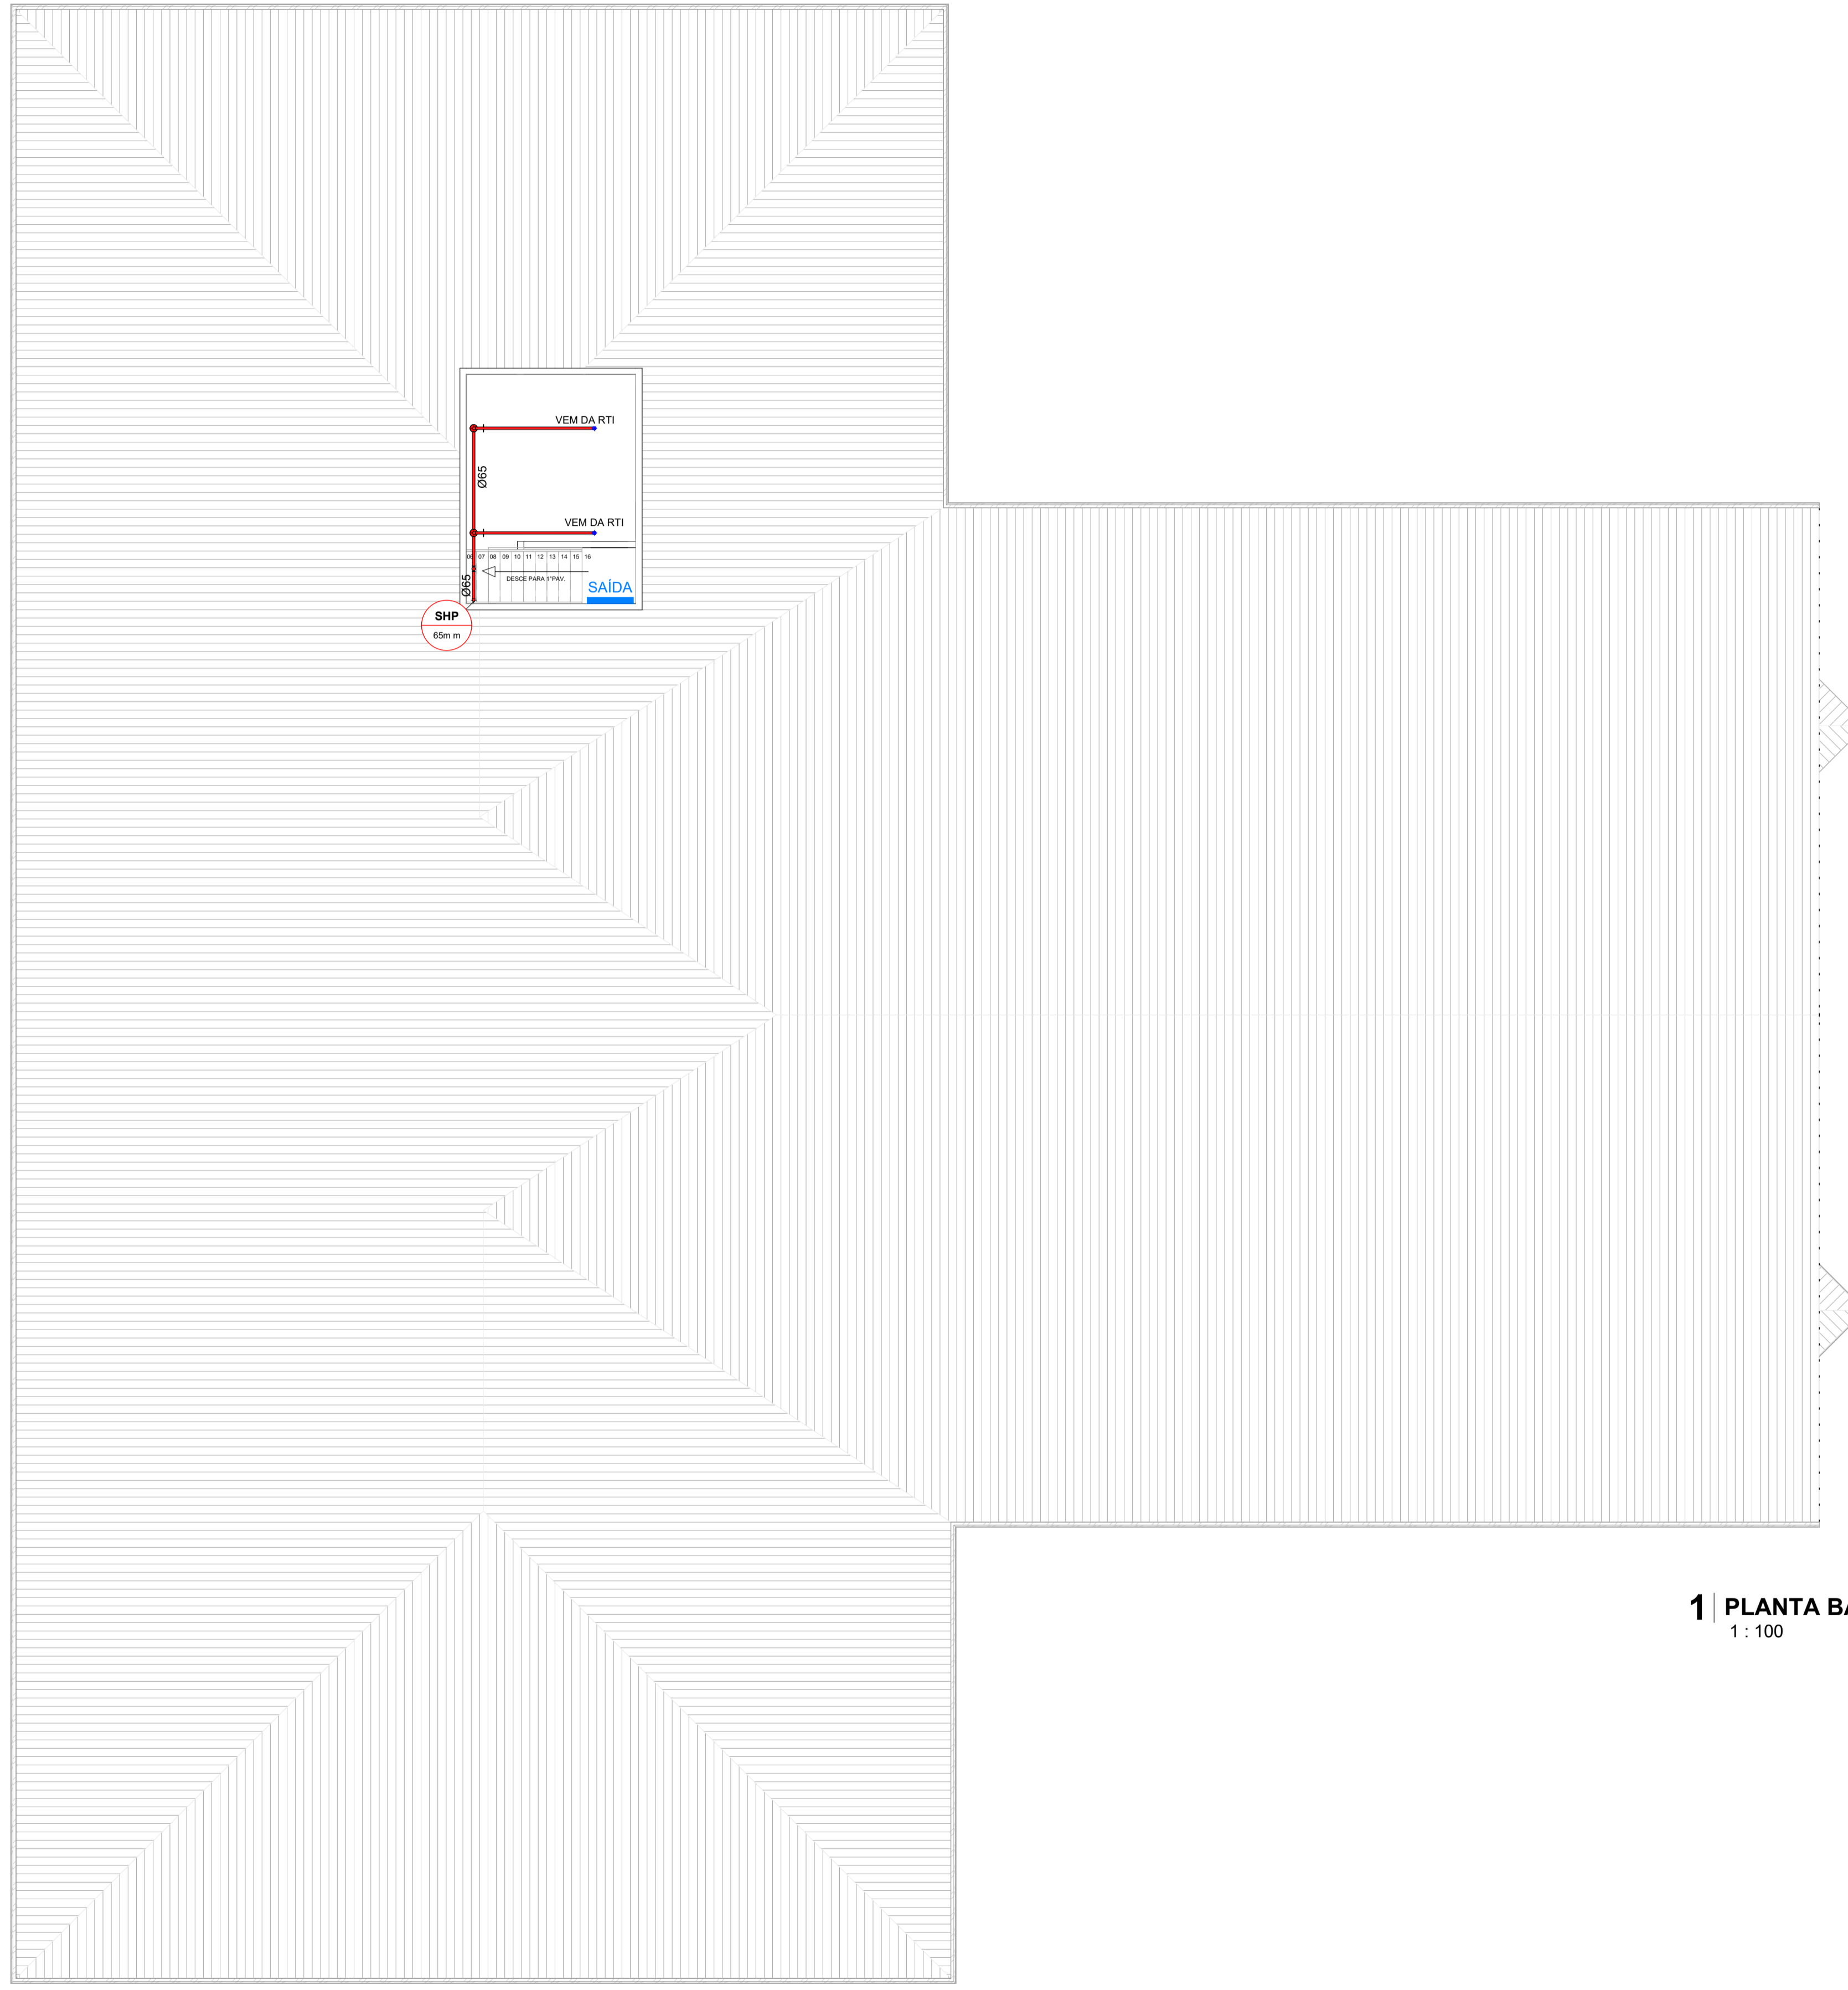 VEM DA RTI
Ø65
VEM DA RTI
06 07 08 09 10 11 12 13 14 15 16
DESCE PARA 1°PAV.
Ø65
SAÍDA
SHP
65m m
1 PLANTA BA
1 : 100